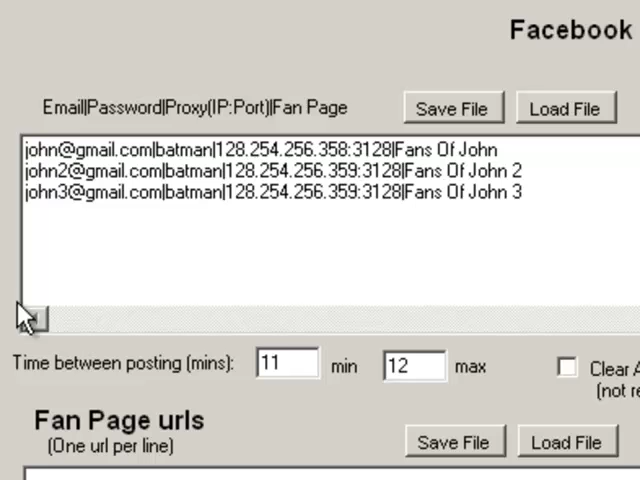 Facebook
Email|Password|Proxy(IP:Port)|Fan Page
Save File
Load File
john@gmail.com|batman|128.254.256.358:3128|Fans Of John
john2@gmail.com|batman|128.254.256.359:3128|Fans Of John 2
john3@gmail.com|batman|128.254.256.359:3128|Fans Of John 3
Time between posting (mins):
11
min
12
max
Clear A
(not re
Fan Page urls
(One url per line)
Save File
Load File